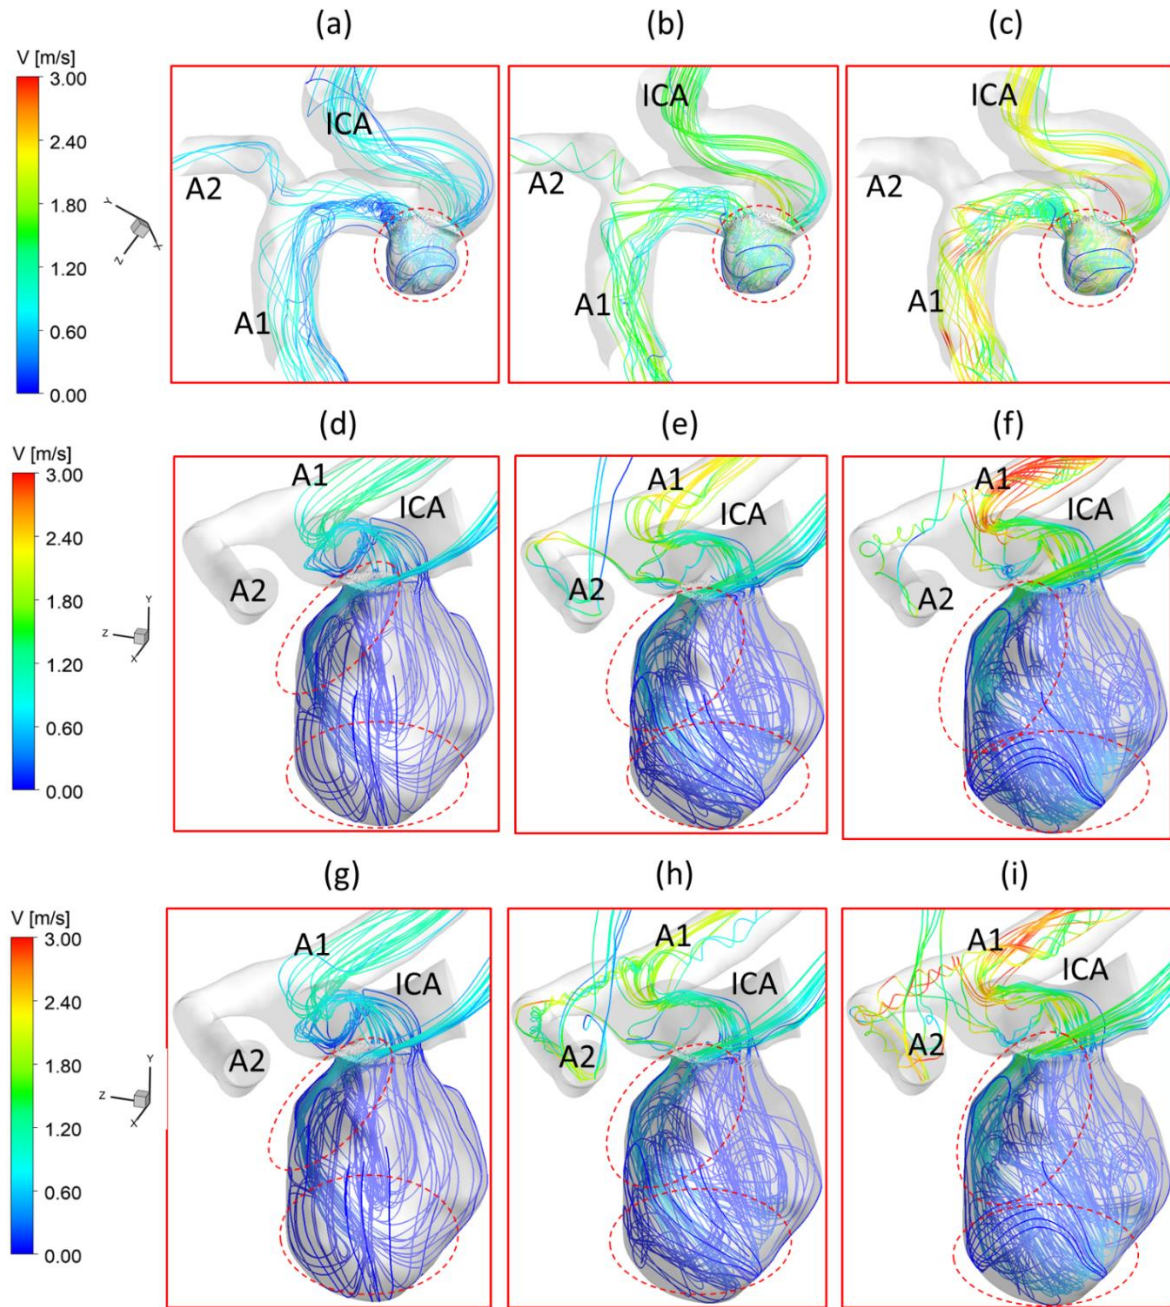 (a) (b) (c)
V [m/s]
3.00
2.40
1.80
1.20
0.60
0.00
Y
Z
X
ICA
A2
A1
ICA
A2
A1
ICA
A2
A1
(d) (e) (f)
V [m/s]
3.00
2.40
1.80
1.20
0.60
0.00
Y
Z
X
A1
ICA
A2
A1
ICA
A2
A1
ICA
A2
(g) (h) (i)
V [m/s]
3.00
2.40
1.80
1.20
0.60
0.00
Y
Z
X
A1
ICA
A2
A1
ICA
A2
A1
ICA
A2